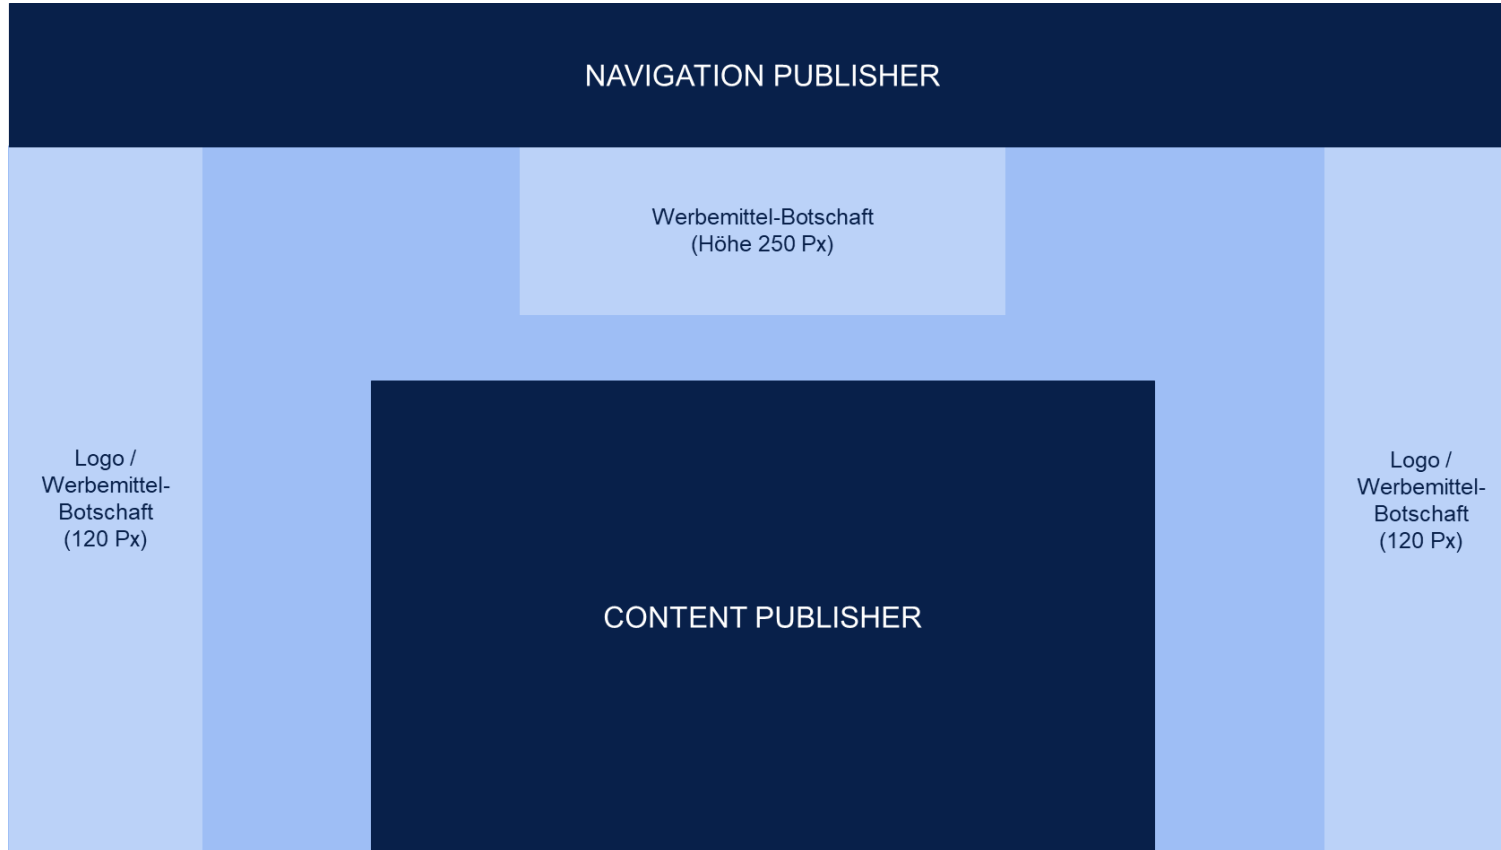 NAVIGATION PUBLISHER
Werbemittel-Botschaft
(Höhe 250 Px)
Logo /
Werbemittel-
Botschaft
(120 Px)
Logo /
Werbemittel-
Botschaft
(120 Px)
CONTENT PUBLISHER